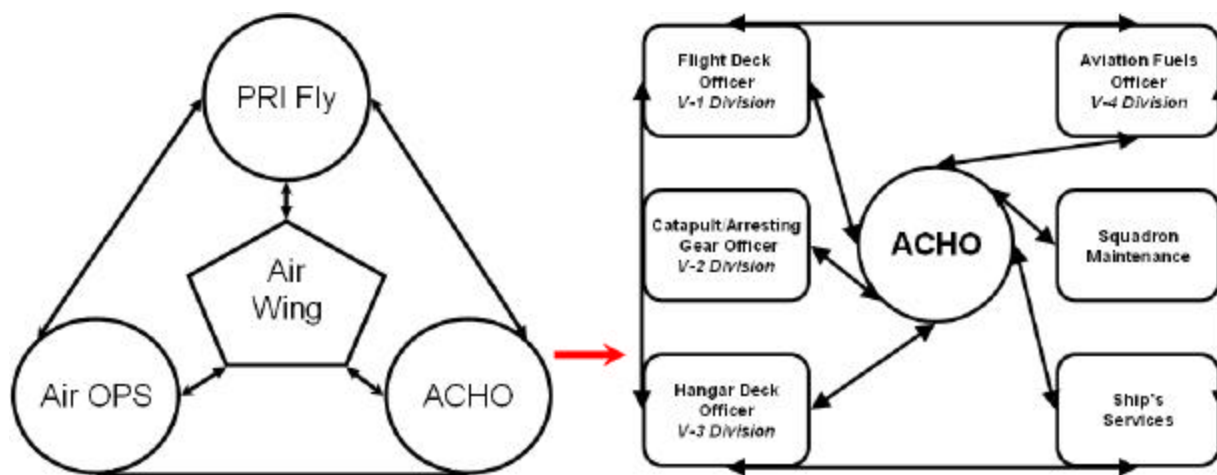 PRI Fly
Air
Wing
Air OPS
ACHO
Flight Deck
Officer
V-1 Division
Aviation Fuels
Officer
V-4 Division
Catapult/Arresting
Gear Officer
V-2 Division
ACHO
Squadron
Maintenance
Hangar Deck
Officer
V-3 Division
Ship's
Services